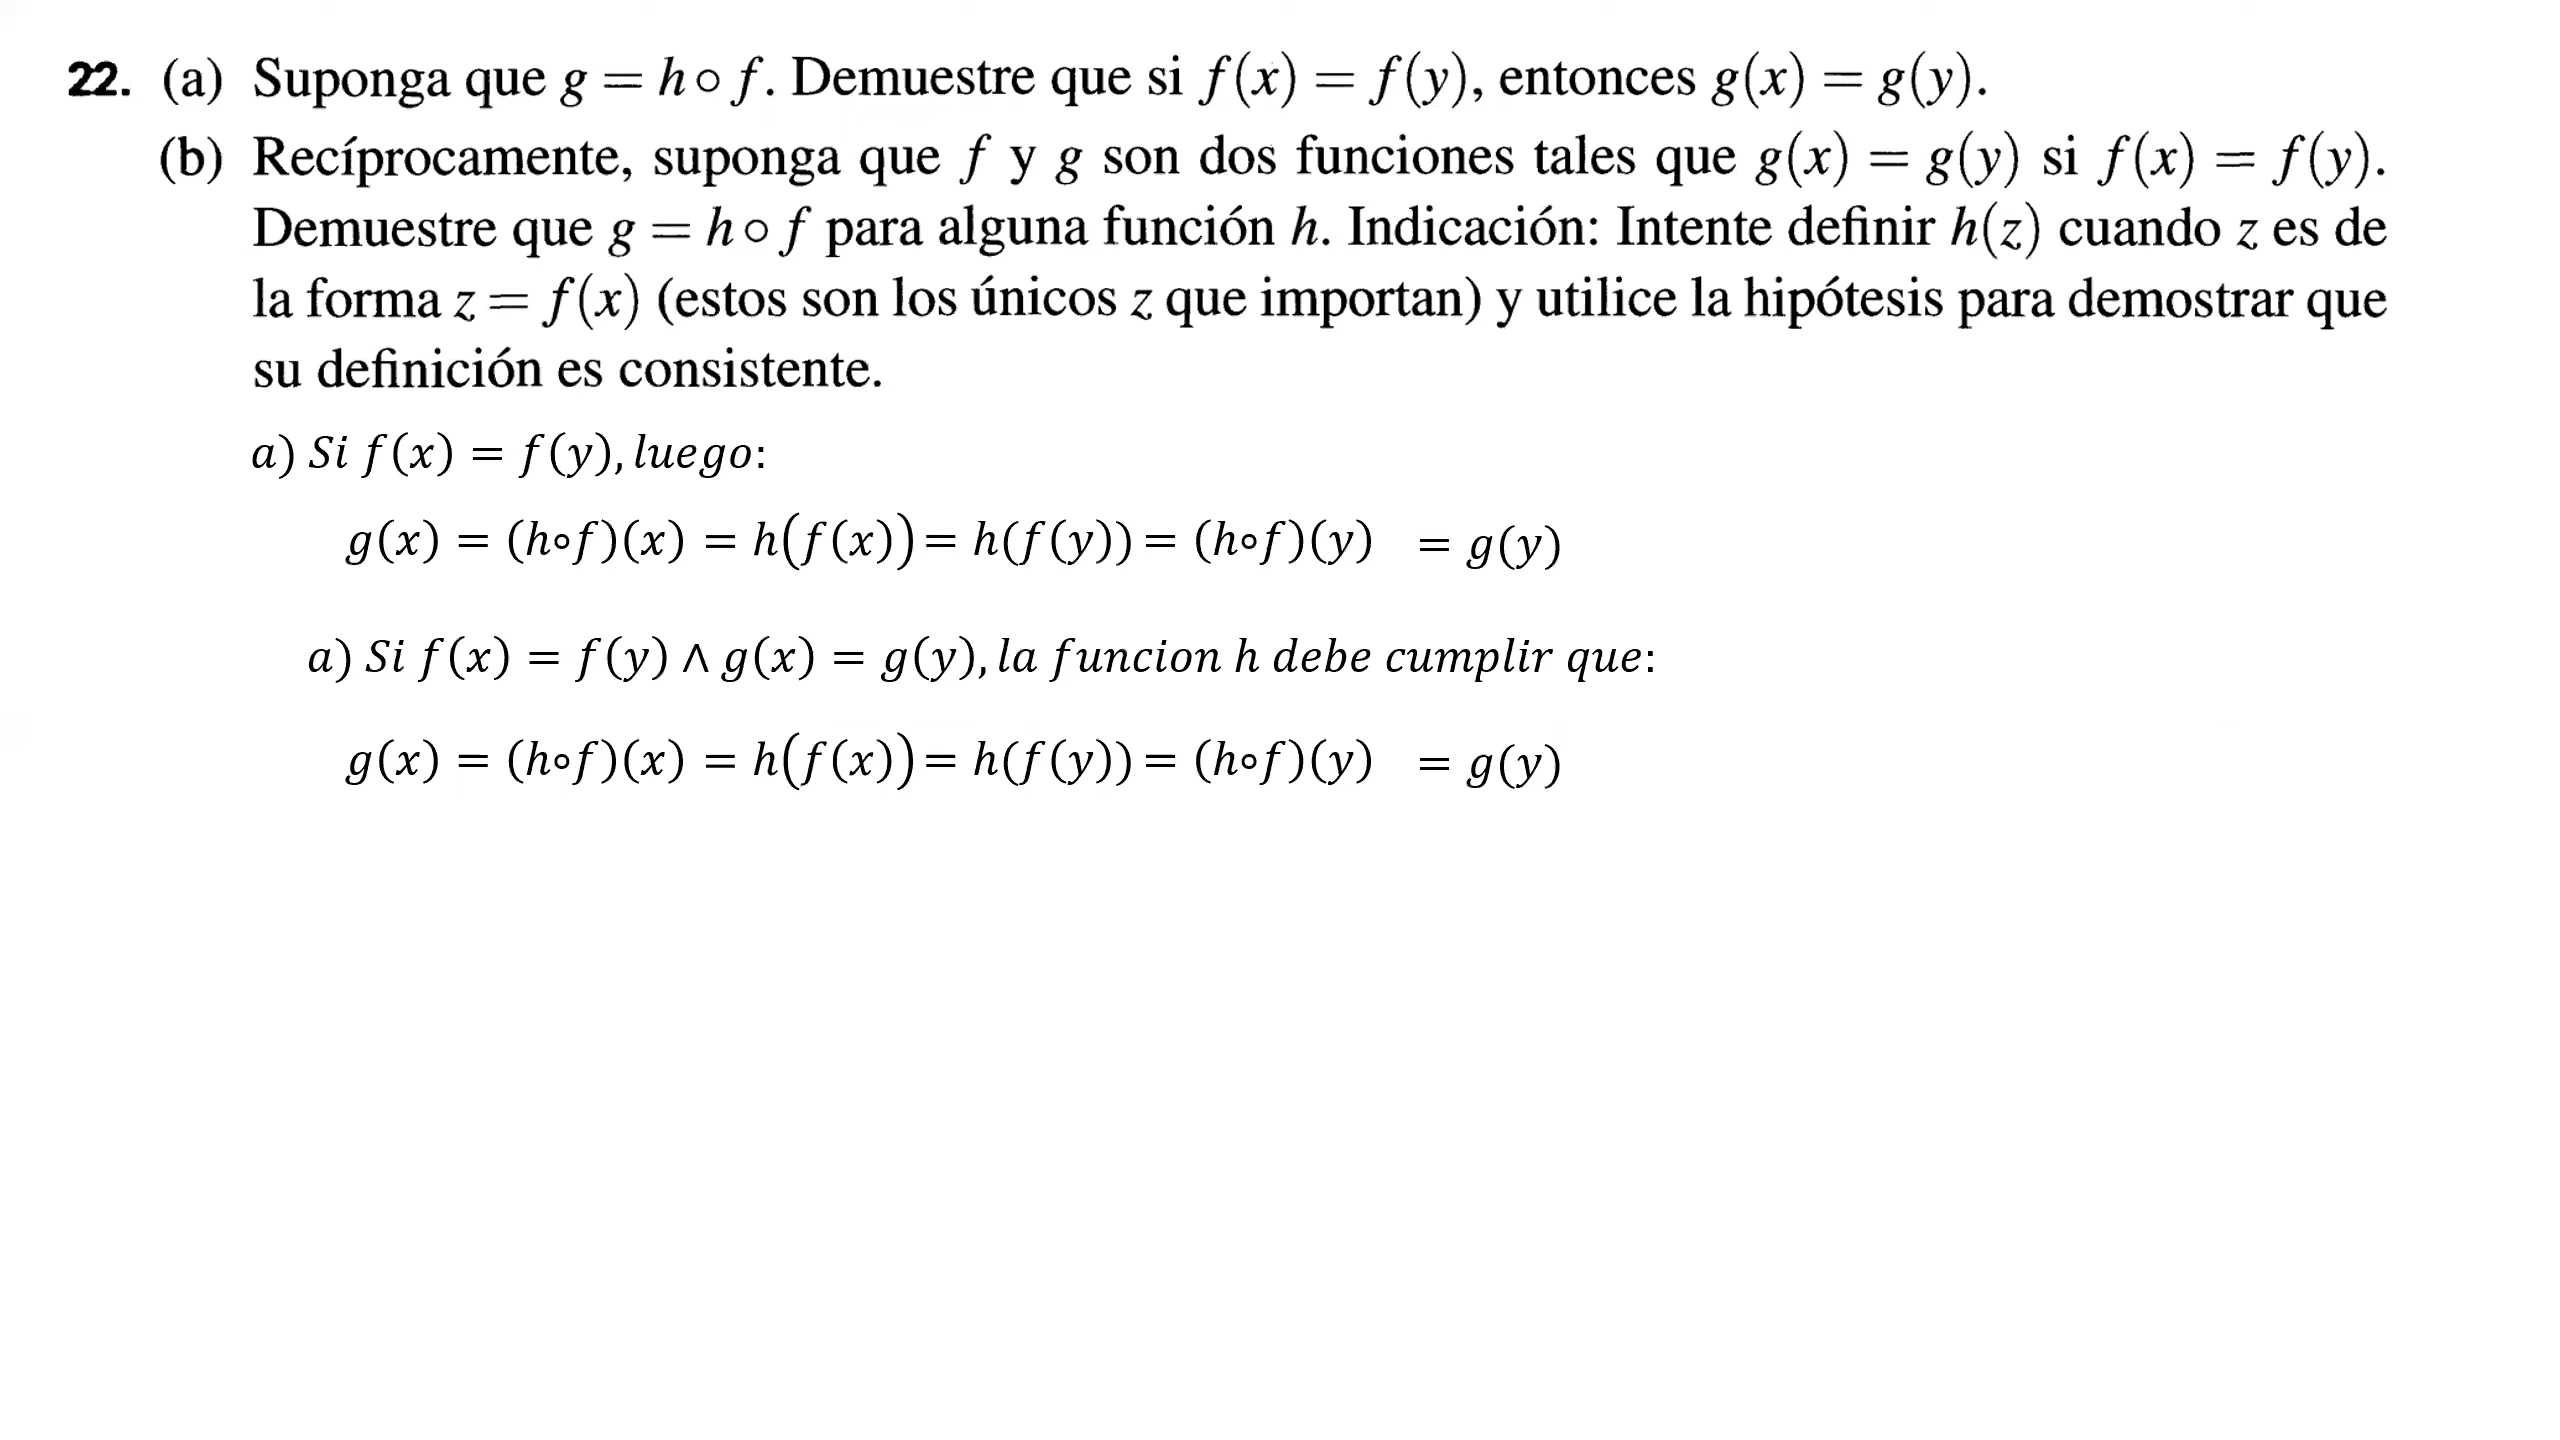 22. (a) Suponga que g = h ∘ f. Demuestre que si f(x) = f(y), entonces g(x) = g(y).
(b) Recíprocamente, suponga que f y g son dos funciones tales que g(x) = g(y) si f(x) = f(y).
Demuestre que g = h ∘ f para alguna función h. Indicación: Intente definir h(z) cuando z es de
la forma z = f(x) (estos son los únicos z que importan) y utilice la hipótesis para demostrar que
su definición es consistente.
a) Si f(x) = f(y), luego:
g(x) = (h∘f)(x) = h(f(x)) = h(f(y)) = (h∘f)(y) = g(y)
a) Si f(x) = f(y) ∧ g(x) = g(y), la funcion h debe cumplir que:
g(x) = (h∘f)(x) = h(f(x)) = h(f(y)) = (h∘f)(y) = g(y)